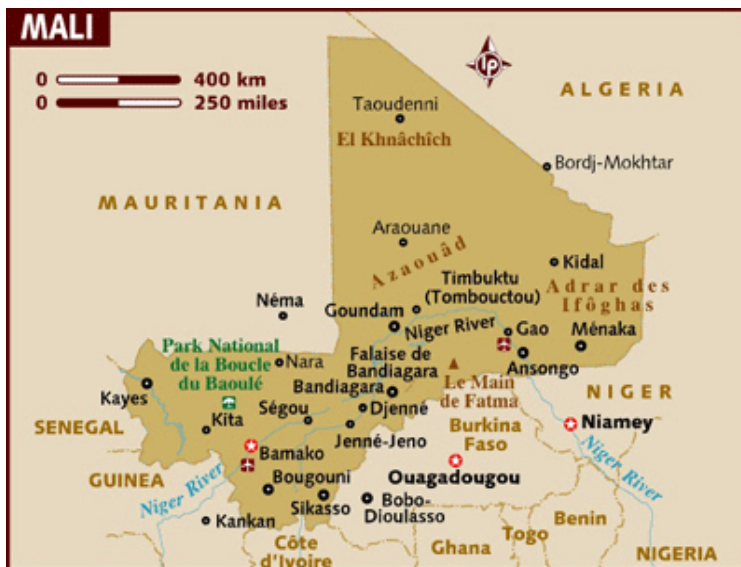 MALI
0 400 km
0 250 miles
lp
ALGERIA
Taoudenni
El Khnâchîch
Bordj-Mokhtar
MAURITANIA
Araouane
Azaouâd
Kidal
Timbuktu
(Tombouctou)
Adrar des
Ifôghas
Néma
Goundam
Niger River
Gao
Ménaka
Park National
de la Boucle
du Baoulé
Nara
Falaise de
Bandiagara
Ansongo
Bandiagara
Le Main
de Fatma
NIGER
Kayes
Ségou
Djenné
Kita
Jenné-Jeno
Burkina
Faso
Niamey
SENEGAL
Bamako
GUINEA
Niger River
Bougouni
Ouagadougou
Niger River
Sikasso
Bobo-
Dioulasso
Kankan
Benin
Togo
Côte
d'Ivoire
Ghana
NIGERIA